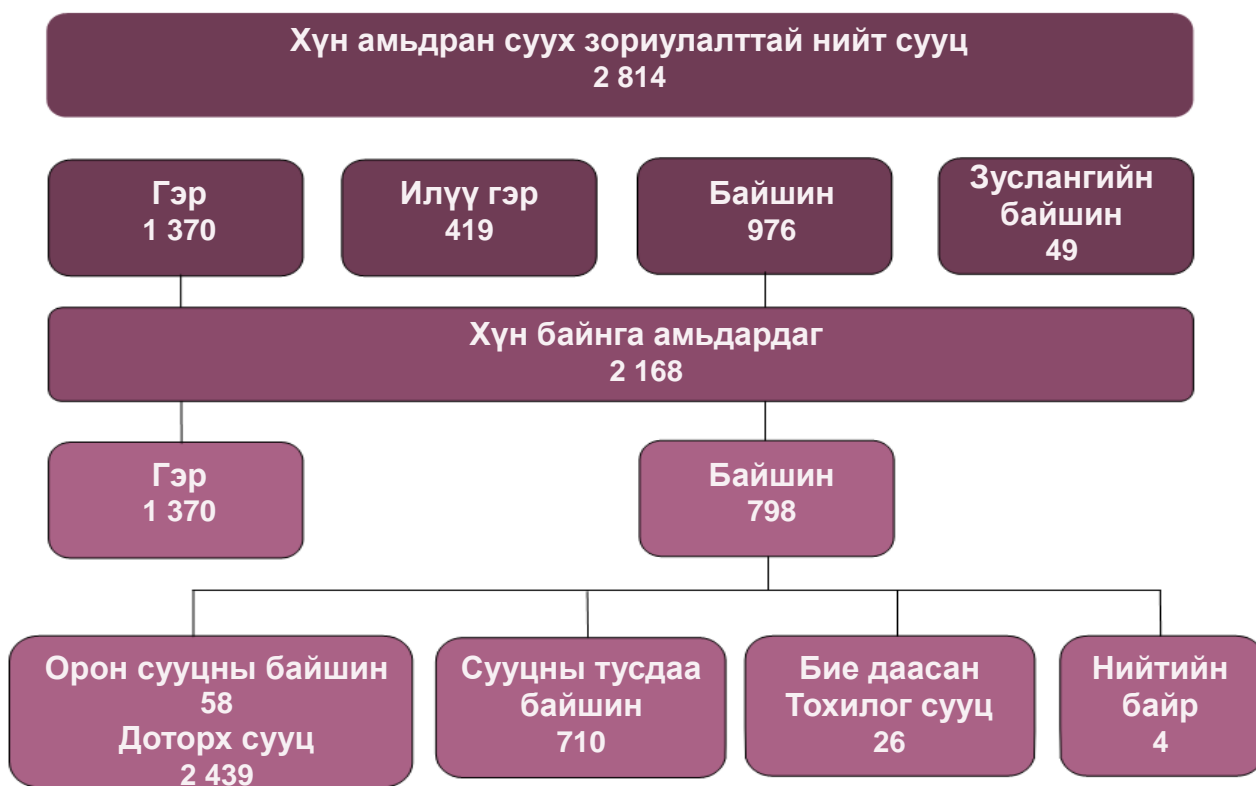 Хүн амьдран суух зориулалттай нийт сууц
2 814
Гэр
1 370
Илүү гэр
419
Байшин
976
Зуслангийн
байшин
49
Хүн байнга амьдардаг
2 168
Гэр
1 370
Байшин
798
Орон сууцны байшин
58
Доторх сууц
2 439
Сууцны тусдаа
байшин
710
Бие даасан
Тохилог сууц
26
Нийтийн
байр
4